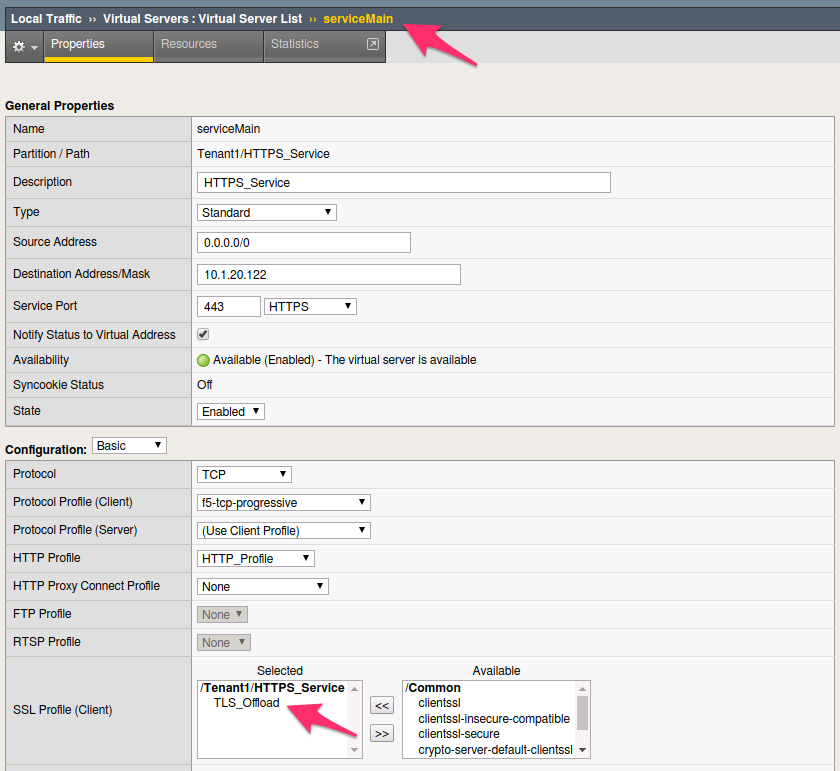 Local Traffic ›› Virtual Servers : Virtual Server List ›› serviceMain
Properties Resources Statistics
General Properties
Name serviceMain
Partition / Path Tenant1/HTTPS_Service
Description HTTPS_Service
Type Standard
Source Address 0.0.0.0/0
Destination Address/Mask 10.1.20.122
Service Port 443 HTTPS
Notify Status to Virtual Address
Availability Available (Enabled) - The virtual server is available
Syncookie Status Off
State Enabled
Configuration: Basic
Protocol TCP
Protocol Profile (Client) f5-tcp-progressive
Protocol Profile (Server) (Use Client Profile)
HTTP Profile HTTP_Profile
HTTP Proxy Connect Profile None
FTP Profile None
RTSP Profile None
SSL Profile (Client)
Selected Available
/Tenant1/HTTPS_Service << /Common
TLS_Offload clientssl
clientssl-insecure-compatible
>> clientssl-secure
crypto-server-default-clientssl